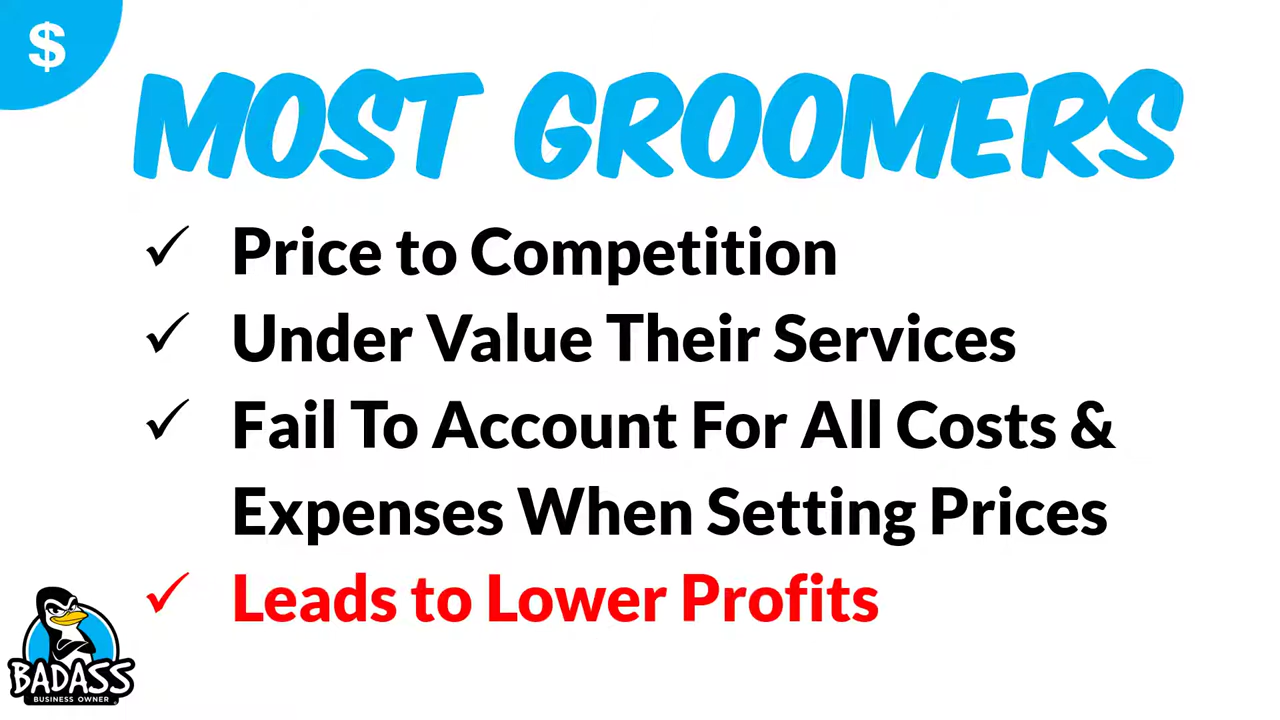 $
MOST GROOMERS
✓ Price to Competition
✓ Under Value Their Services
✓ Fail To Account For All Costs &
Expenses When Setting Prices
✓ Leads to Lower Profits
BADASS
BUSINESS OWNER